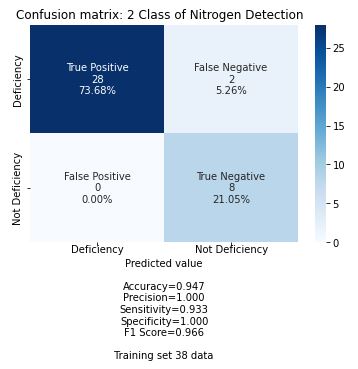 Confusion matrix: 2 Class of Nitrogen Detection
Deficiency
True Positive
28
73.68%
False Negative
2
5.26%
Not Deficiency
False Positive
0
0.00%
True Negative
8
21.05%
25
20
15
10
5
0
Deficiency
Not Deficiency
Predicted value
Accuracy=0.947
Precision=1.000
Sensitivity=0.933
Specificity=1.000
F1 Score=0.966
Training set 38 data